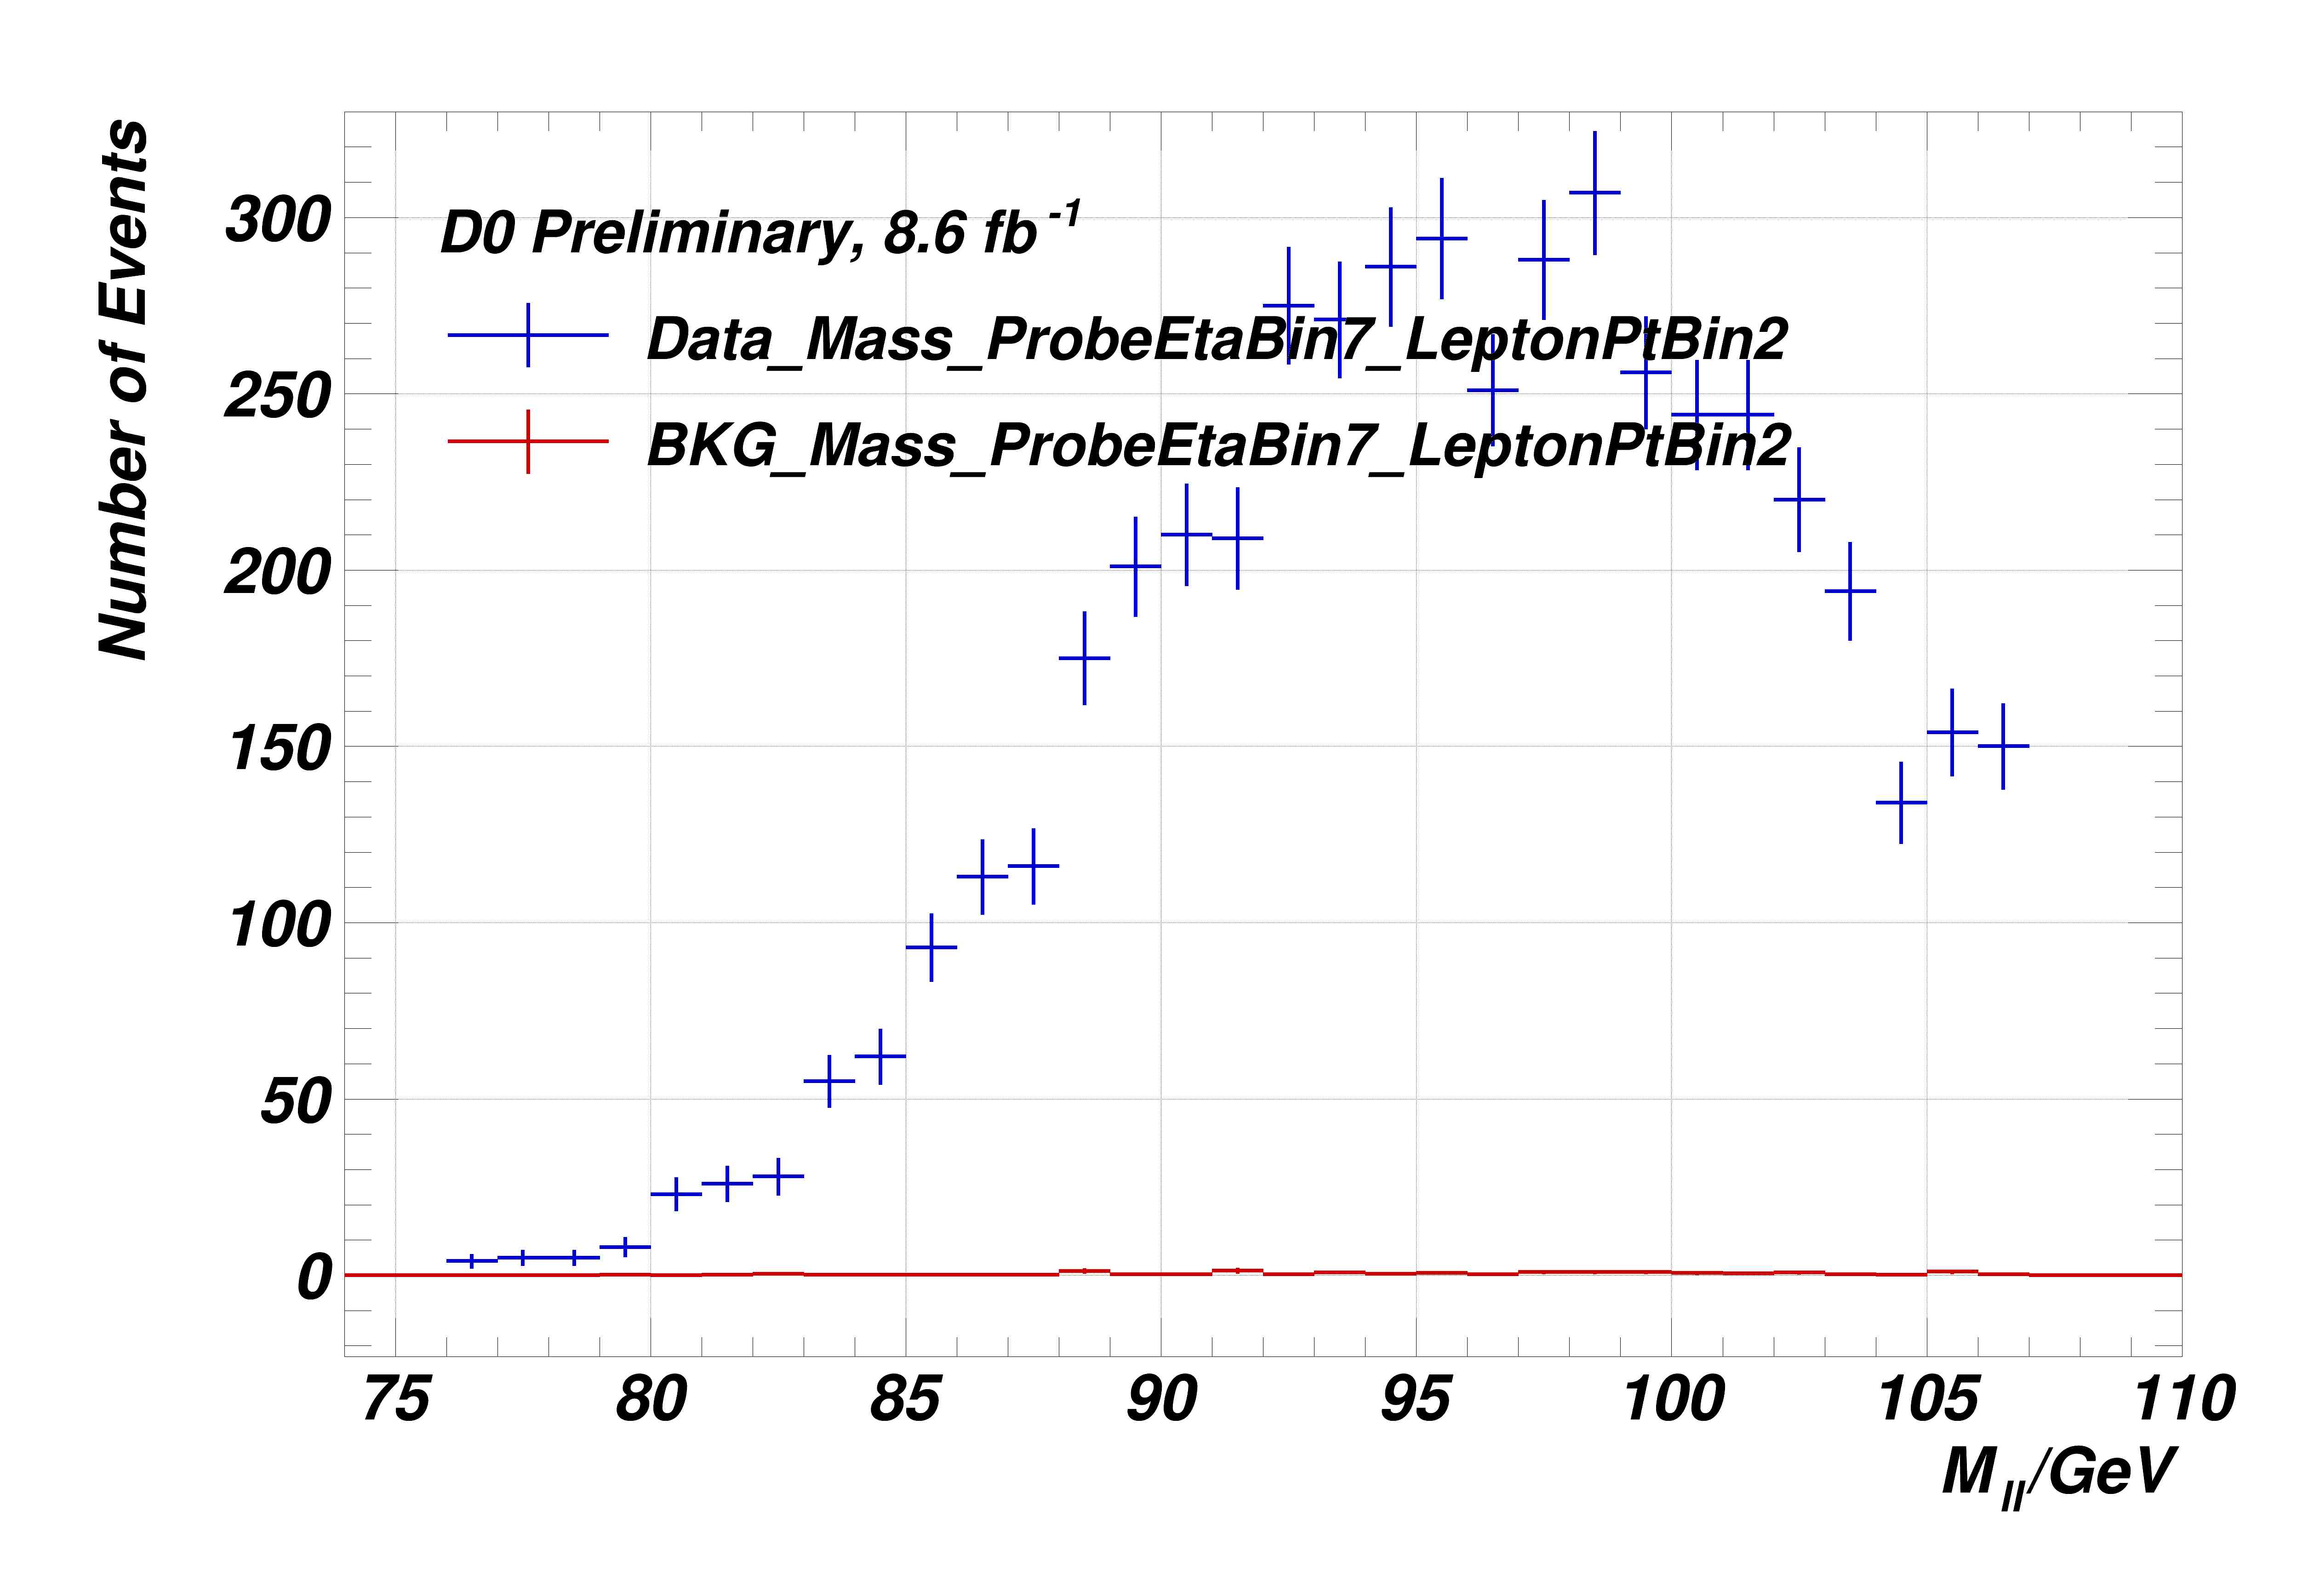 Number of Events
D0 Preliminary, 8.6 fb⁻¹
Data_Mass_ProbeEtaBin7_LeptonPtBin2
BKG_Mass_ProbeEtaBin7_LeptonPtBin2
300
250
200
150
100
50
0
75 80 85 90 95 100 105 110
M_ll/GeV